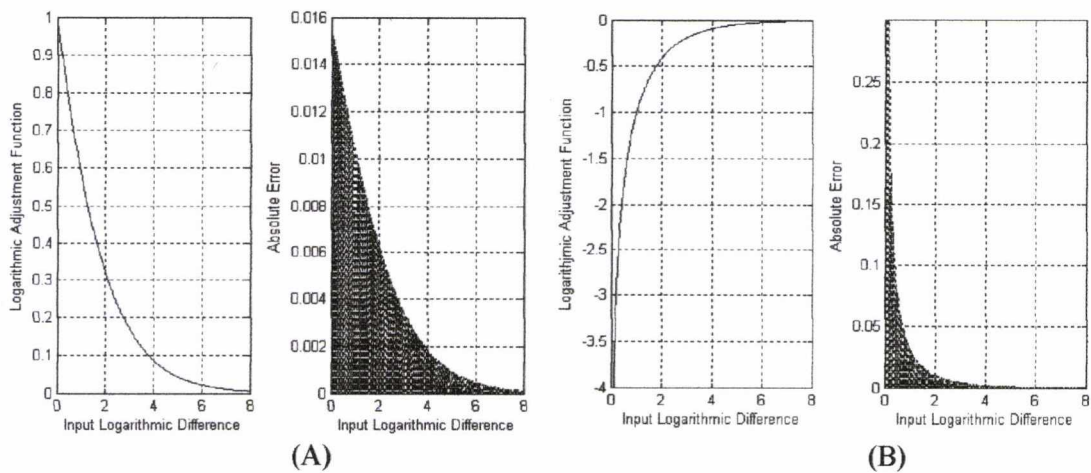 Logarithmic Adjustment Function
1
0.9
0.8
0.7
0.6
0.5
0.4
0.3
0.2
0.1
0
0 2 4 6 8
Input Logarithmic Difference
Absolute Error
0.016
0.014
0.012
0.01
0.008
0.006
0.004
0.002
0
0 2 4 6 8
Input Logarithmic Difference
(A)
Logarithjmic Adjustment Function
0
-0.5
-1
-1.5
-2
-2.5
-3
-3.5
-4
0 2 4 6 8
Input Logarithmic Difference
Absolute Error
0.25
0.2
0.15
0.1
0.05
0
0 2 4 6 8
Input Logarithmic Difference
(B)